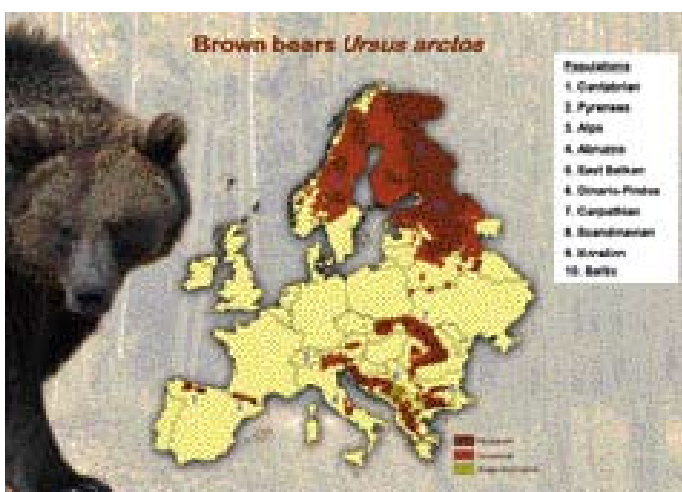 Brown bears Ursus arctos
Populations
1. Cantabrian
2. Pyrenees
3. Alps
4. Abruzzo
5. East Balkan
6. Dinaric-Pindos
7. Carpathian
8. Scandinavian
9. Karelian
10. Baltic